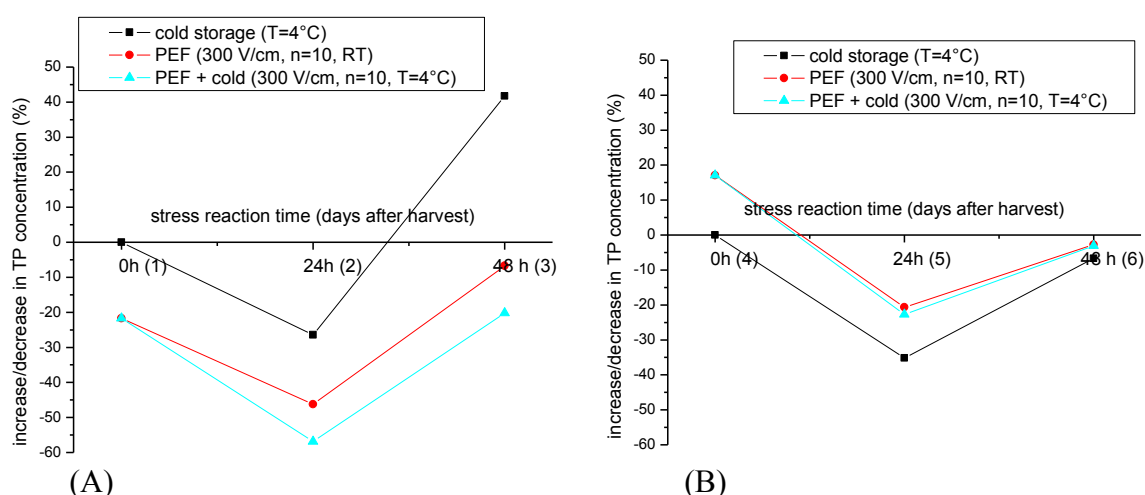 cold storage (T=4°C)
PEF (300 V/cm, n=10, RT)
PEF + cold (300 V/cm, n=10, T=4°C)
increase/decrease in TP concentration (%)
50
40
30
20
10
0
-10
-20
-30
-40
-50
-60
stress reaction time (days after harvest)
0h (1)
24h (2)
48 h (3)
(A)
cold storage (T=4°C)
PEF (300 V/cm, n=10, RT)
PEF + cold (300 V/cm, n=10, T=4°C)
increase/decrease in TP concentration (%)
50
40
30
20
10
0
-10
-20
-30
-40
-50
-60
stress reaction time (days after harvest)
0h (4)
24h (5)
48 h (6)
(B)